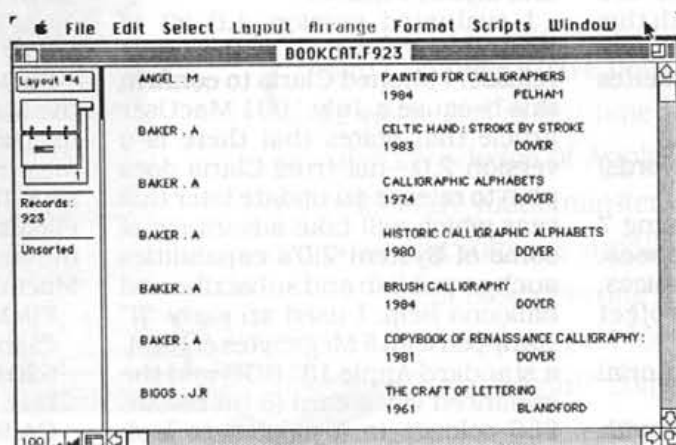 File Edit Select Layout Arrange Format Scripts Window
BOOKCAT.F923
Layout #4
Records:
923
Unsorted
ANGEL . M PAINTING FOR CALLIGRAPHERS
1984 PELHAM
BAKER . A CELTIC HAND : STROKE BY STROKE
1983 DOVER
BAKER . A CALLIGRAPHIC ALPHABETS
1974 DOVER
BAKER . A HISTORIC CALLIGRAPHIC ALPHABETS
1980 DOVER
BAKER . A BRUSH CALLIGRAPHY
1984 DOVER
BAKER . A COPYBOOK OF RENAISSANCE CALLIGRAPHY :
1981 DOVER
BIGGS . J.R THE CRAFT OF LETTERING
1961 BLANDFORD
100